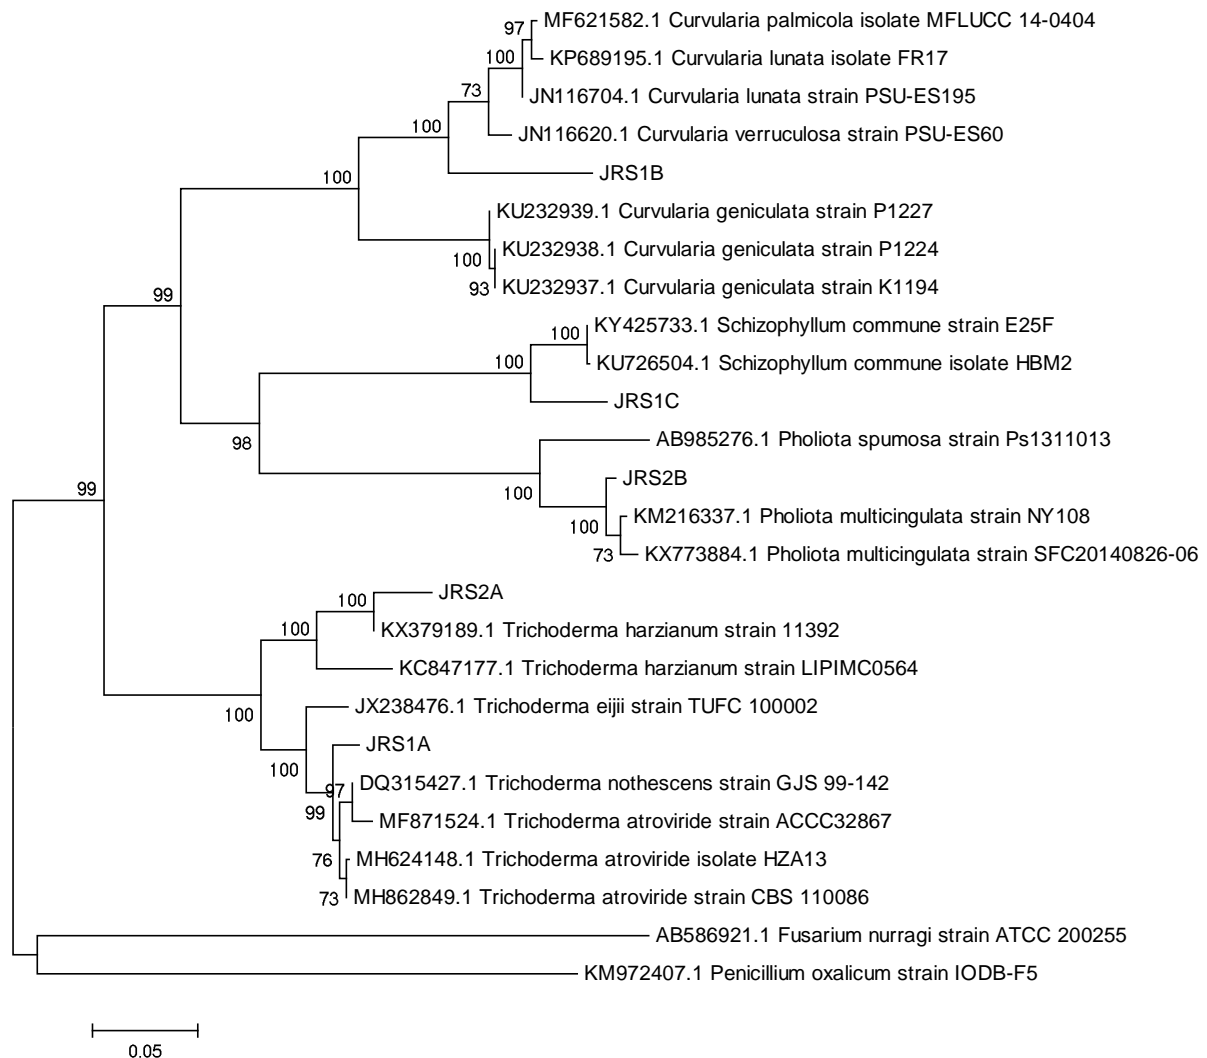 MF621582.1 Curvularia palmicola isolate MFLUCC 14-0404
97
KP689195.1 Curvularia lunata isolate FR17
100
JN116704.1 Curvularia lunata strain PSU-ES195
73
JN116620.1 Curvularia verruculosa strain PSU-ES60
100
JRS1B
100
KU232939.1 Curvularia geniculata strain P1227
KU232938.1 Curvularia geniculata strain P1224
100
KU232937.1 Curvularia geniculata strain K1194
93
99
KY425733.1 Schizophyllum commune strain E25F
100
KU726504.1 Schizophyllum commune isolate HBM2
100
JRS1C
98
AB985276.1 Pholiota spumosa strain Ps1311013
JRS2B
99
100
KM216337.1 Pholiota multicingulata strain NY108
100
KX773884.1 Pholiota multicingulata strain SFC20140826-06
73
JRS2A
100
KX379189.1 Trichoderma harzianum strain 11392
100
KC847177.1 Trichoderma harzianum strain LIPIMC0564
JX238476.1 Trichoderma eijii strain TUFC 100002
100
JRS1A
100
DQ315427.1 Trichoderma nothescens strain GJS 99-142
97
99
MF871524.1 Trichoderma atroviride strain ACCC32867
76
MH624148.1 Trichoderma atroviride isolate HZA13
73
MH862849.1 Trichoderma atroviride strain CBS 110086
AB586921.1 Fusarium nurragi strain ATCC 200255
KM972407.1 Penicillium oxalicum strain IODB-F5
0.05